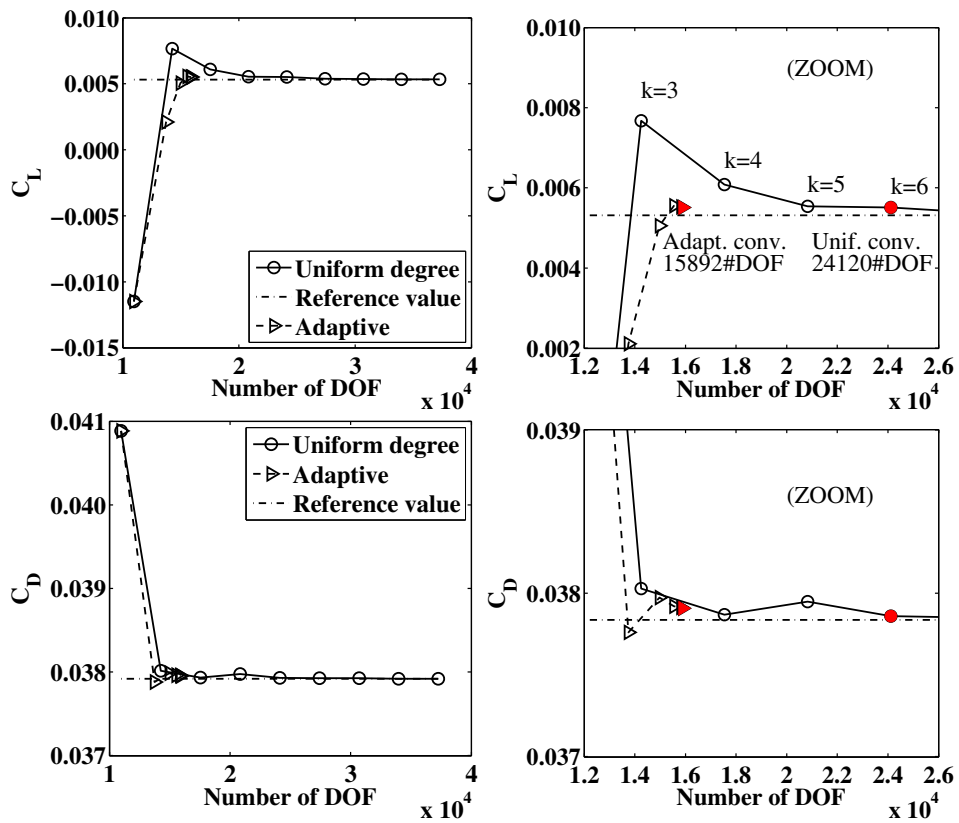 0.010
0.005
0.000
−0.005
−0.010
−0.015
C_L
1
2
3
4
Number of DOF
x 10^4
Uniform degree
Reference value
Adaptive
0.010
0.008
0.006
0.004
0.002
C_L
(ZOOM)
k=3
k=4
k=5
k=6
Adapt. conv.
15892#DOF
Unif. conv.
24120#DOF
1.2
1.4
1.6
1.8
2
2.2
2.4
2.6
Number of DOF
x 10^4
0.041
0.040
0.039
0.038
0.037
C_D
Uniform degree
Adaptive
Reference value
1
2
3
4
Number of DOF
x 10^4
0.039
0.038
0.037
C_D
(ZOOM)
1.2
1.4
1.6
1.8
2
2.2
2.4
2.6
Number of DOF
x 10^4